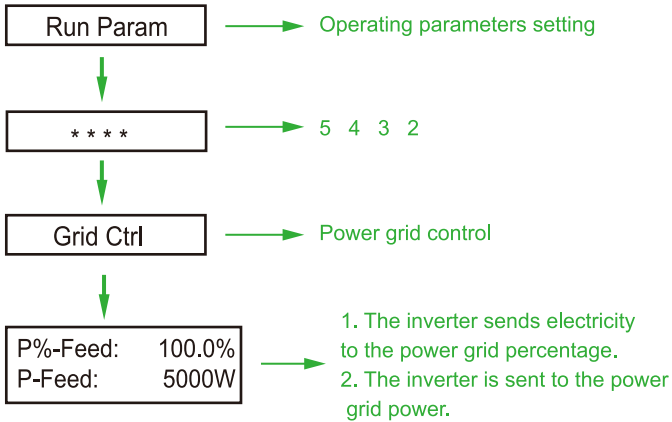 Run Param
Operating parameters setting
* * * *
5 4 3 2
Grid Ctrl
Power grid control
P%-Feed: 100.0%
P-Feed: 5000W
1. The inverter sends electricity
to the power grid percentage.
2. The inverter is sent to the power
grid power.